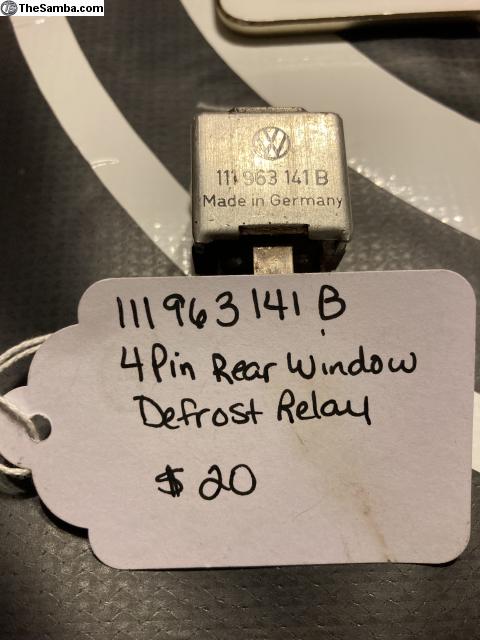 TheSamba.com
VW
111 963 141 B
Made in Germany
111 963 141 B
4 Pin Rear Window
Defrost Relay
$ 20